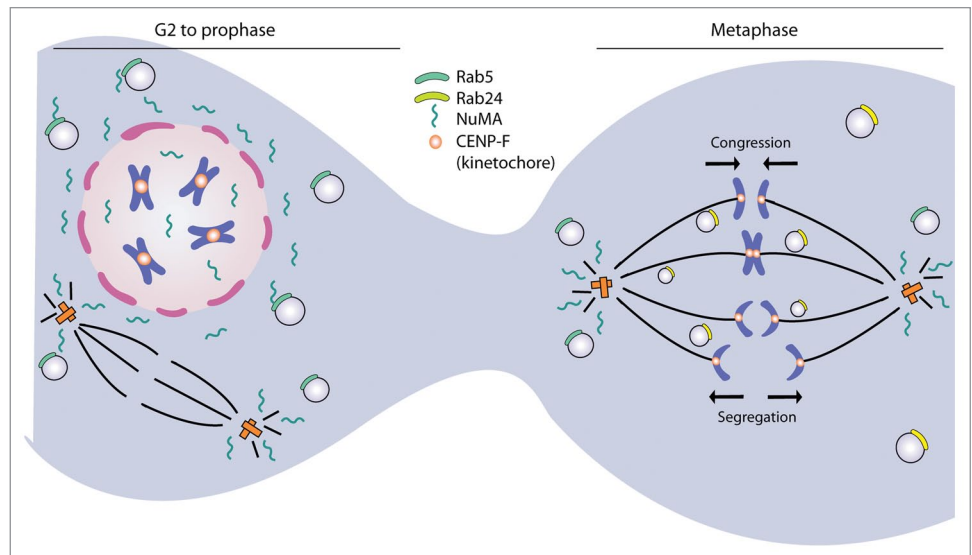 G2 to prophase
Metaphase
Rab5
Rab24
NuMA
CENP-F
(kinetochore)
Congression
Segregation